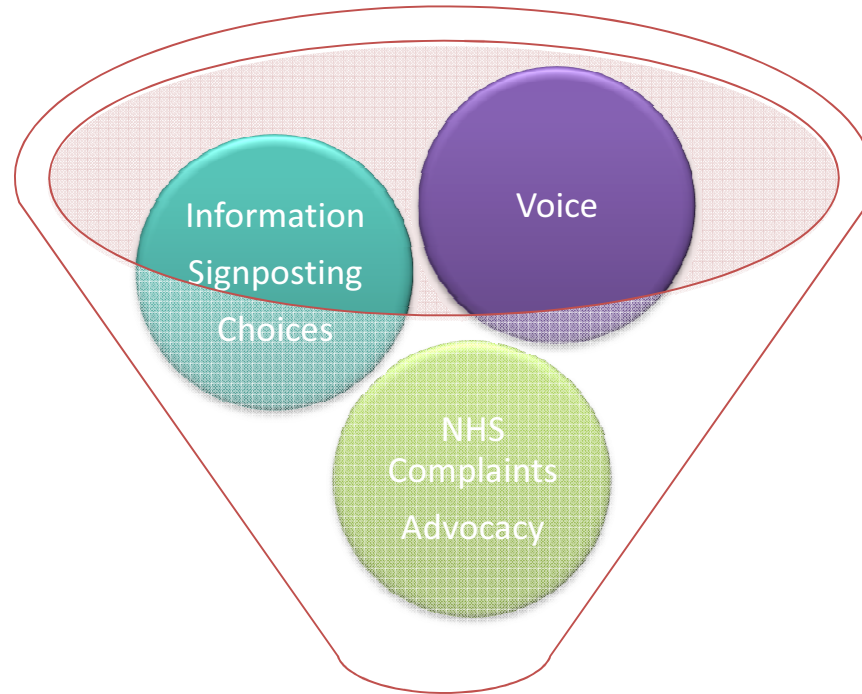 Information
Signposting
Choices
Voice
NHS
Complaints
Advocacy